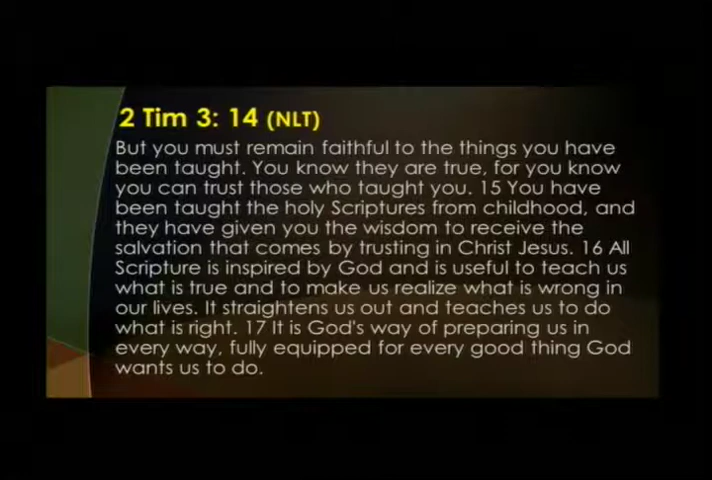 2 Tim 3: 14 (NLT)
But you must remain faithful to the things you have
been taught. You know they are true, for you know
you can trust those who taught you. 15 You have
been taught the holy Scriptures from childhood, and
they have given you the wisdom to receive the
salvation that comes by trusting in Christ Jesus. 16 All
Scripture is inspired by God and is useful to teach us
what is true and to make us realize what is wrong in
our lives. It straightens us out and teaches us to do
what is right. 17 It is God's way of preparing us in
every way, fully equipped for every good thing God
wants us to do.